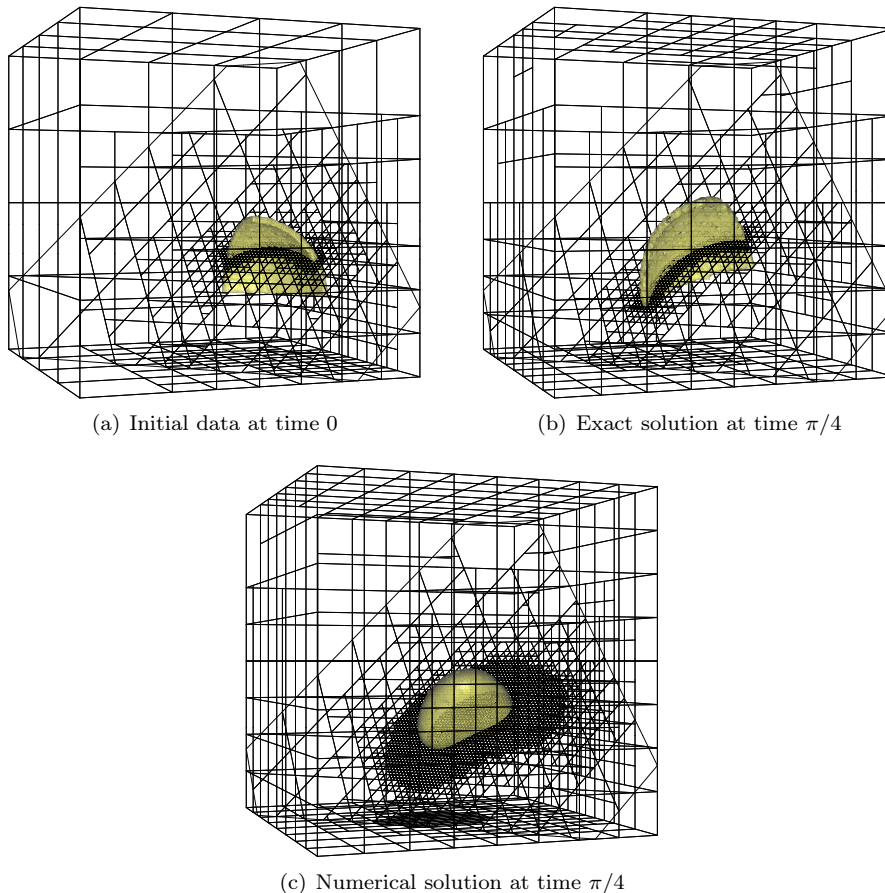 (a) Initial data at time 0
(b) Exact solution at time π/4
(c) Numerical solution at time π/4